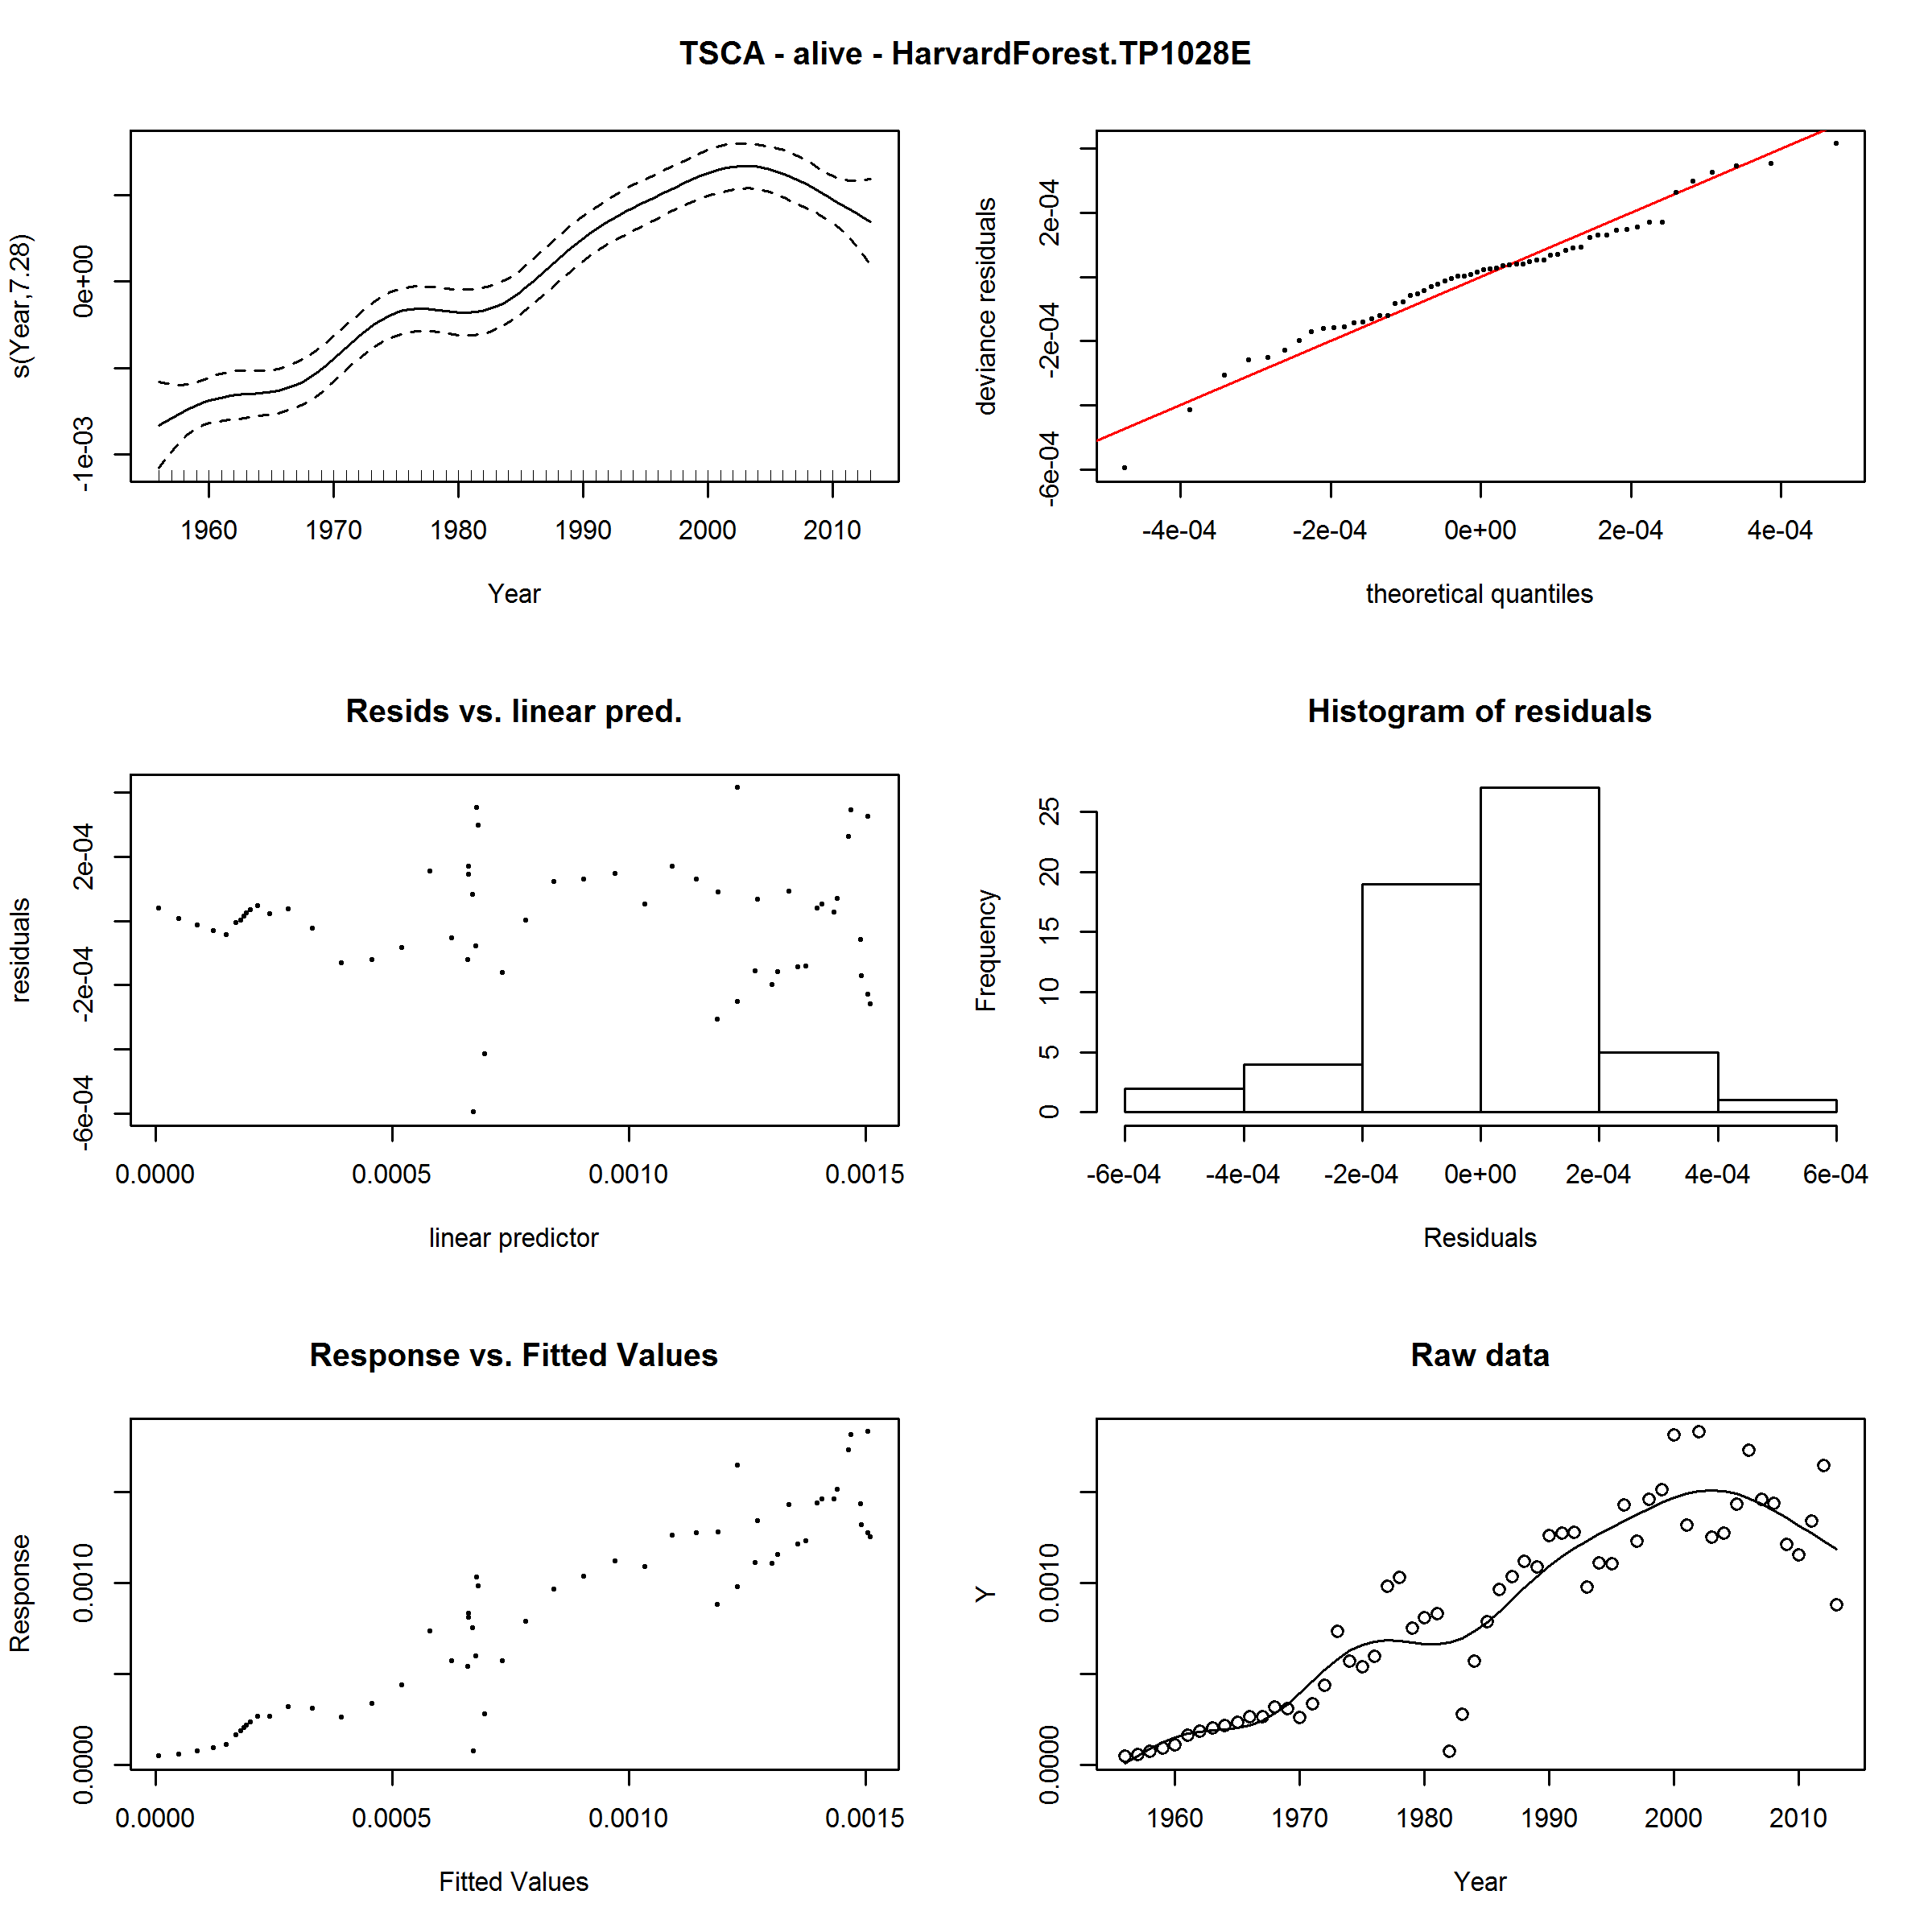 TSCA - alive - HarvardForest.TP1028E
s(Year,7.28)
-1e-03 0e+00
1960 1970 1980 1990 2000 2010
Year
deviance residuals
-6e-04 -2e-04 2e-04
-4e-04 -2e-04 0e+00 2e-04 4e-04
theoretical quantiles
Resids vs. linear pred.
residuals
-6e-04 -2e-04 2e-04
0.0000 0.0005 0.0010 0.0015
linear predictor
Histogram of residuals
Frequency
0 5 10 15 20 25
-6e-04 -4e-04 -2e-04 0e+00 2e-04 4e-04 6e-04
Residuals
Response vs. Fitted Values
Response
0.0000 0.0010
0.0000 0.0005 0.0010 0.0015
Fitted Values
Raw data
Y
0.0000 0.0010
1960 1970 1980 1990 2000 2010
Year